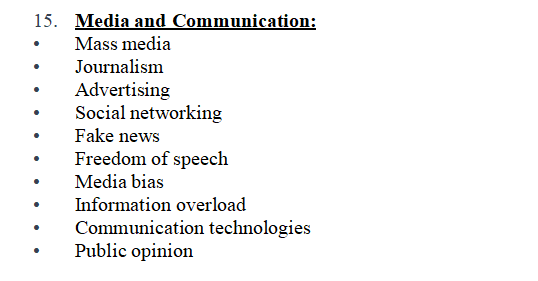 15. Media and Communication:
• Mass media
• Journalism
• Advertising
• Social networking
• Fake news
• Freedom of speech
• Media bias
• Information overload
• Communication technologies
• Public opinion